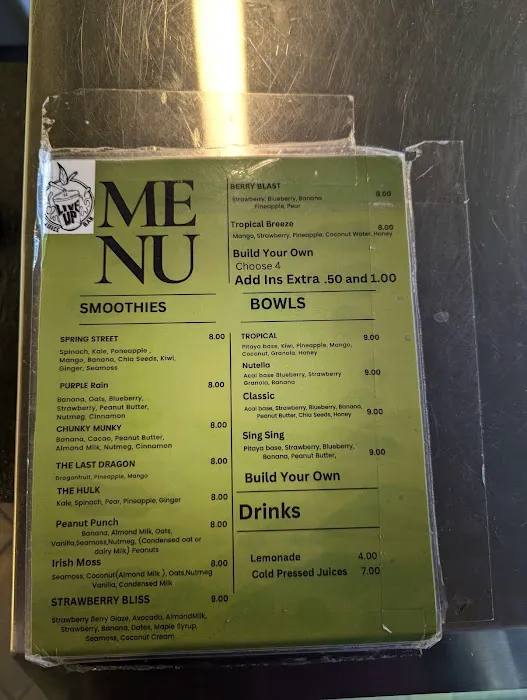 LIVE
UP
JUICE
BAR
ME
NU
SMOOTHIES
SPRING STREET 8.00
Spinach, Kale, Poneapple ,
Mango, Banana, Chia Seeds, Kiwi,
Ginger, Seamoss
PURPLE Rain 8.00
Banana, Oats, Blueberry,
Strawberry, Peanut Butter,
Nutmeg, Cinnamon
CHUNKY MUNKY 8.00
Banana, Cacao, Peanut Butter,
Almond Milk, Nutmeg, Cinnamon
THE LAST DRAGON 8.00
Dragonfruit, Pineapple, Mango
THE HULK 8.00
Kale, Spinach, Pear, Pineapple, Ginger
Peanut Punch 8.00
Banana, Almond Milk, Oats,
Vanilla,Seamoss,Nutmeg, (Condensed oat or
dairy Milk) Peanuts
Irish Moss 8.00
Seamoss, Coconut(Almond Milk ), Oats,Nutmeg
Vanilla, Condensed Milk
STRAWBERRY BLISS 9.00
Strawberry Berry Glaze, Avocado, AlmondMilk,
Strawberry, Banana, Dates, Maple Syrup,
Seamoss, Coconut Cream
BERRY BLAST 8.00
Strawberry, Blueberry, Banana
Pineapple, Pear
Tropical Breeze 8.00
Mango, Strawberry, Pineapple, Coconut Water, Honey
Build Your Own
Choose 4
Add Ins Extra .50 and 1.00
BOWLS
TROPICAL 9.00
Pitaya base, Kiwi, Pineapple, Mango,
Coconut, Granola, Honey
Nutella 9.00
Acai base Blueberry, Strawberry
Granola, Banana
Classic
Acai base, Strawberry, Blueberry, Banana,
Peanut Butter, Chia Seeds, Honey 9.00
Sing Sing
Pitaya base, Strawberry, Blueberry,
Banana, Peanut Butter, 9.00
Build Your Own
Drinks
Lemonade 4.00
Cold Pressed Juices 7.00